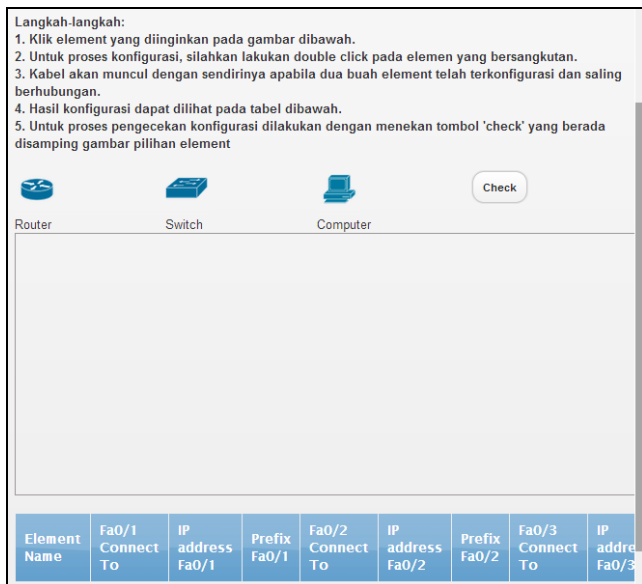 Langkah-langkah:
1. Klik element yang diinginkan pada gambar dibawah.
2. Untuk proses konfigurasi, silahkan lakukan double click pada elemen yang bersangkutan.
3. Kabel akan muncul dengan sendirinya apabila dua buah element telah terkonfigurasi dan saling
berhubungan.
4. Hasil konfigurasi dapat dilihat pada tabel dibawah.
5. Untuk proses pengecekan konfigurasi dilakukan dengan menekan tombol 'check' yang berada
disamping gambar pilihan element
Check
Router Switch Computer
Element Name
Fa0/1 Connect To
IP address Fa0/1
Prefix Fa0/1
Fa0/2 Connect To
IP address Fa0/2
Prefix Fa0/2
Fa0/3 Connect To
IP addre Fa0/3